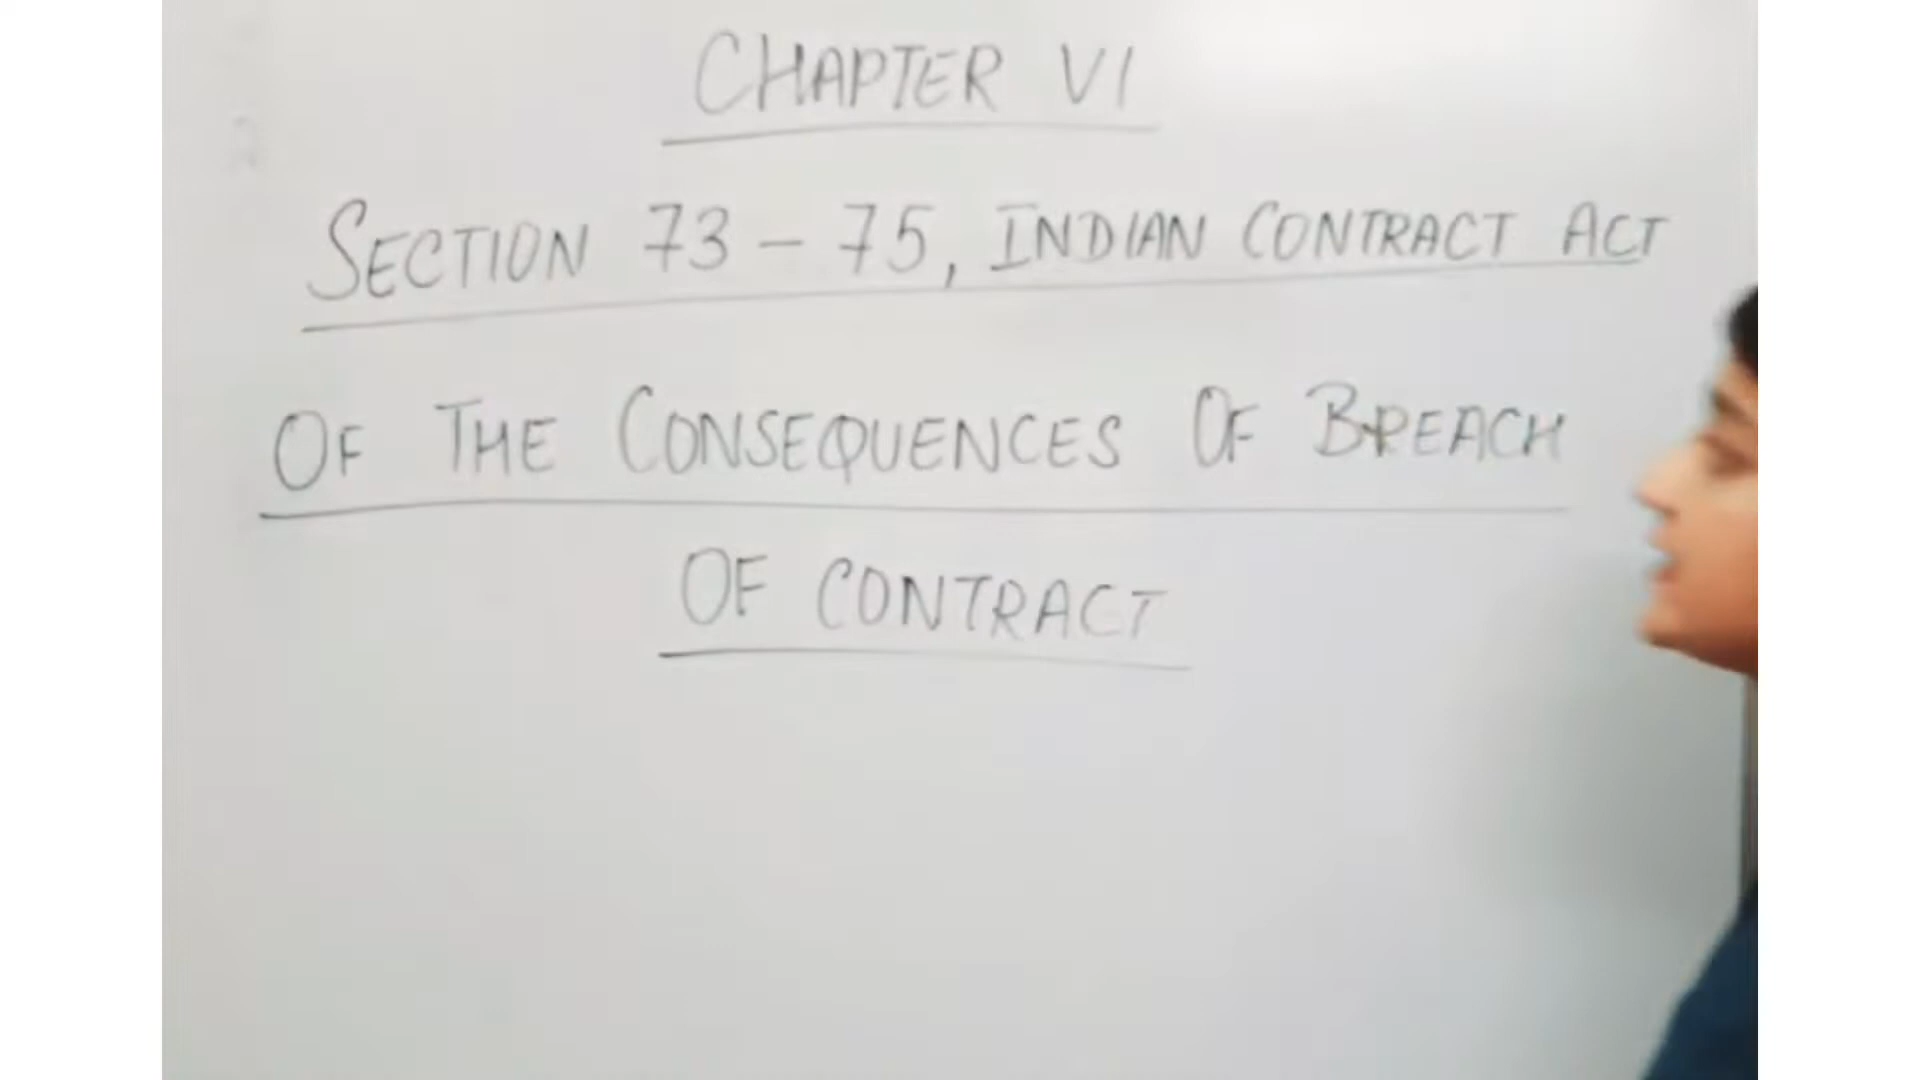 CHAPTER VI
SECTION 73 - 75, INDIAN CONTRACT ACT
OF THE CONSEQUENCES OF BREACH
OF CONTRACT